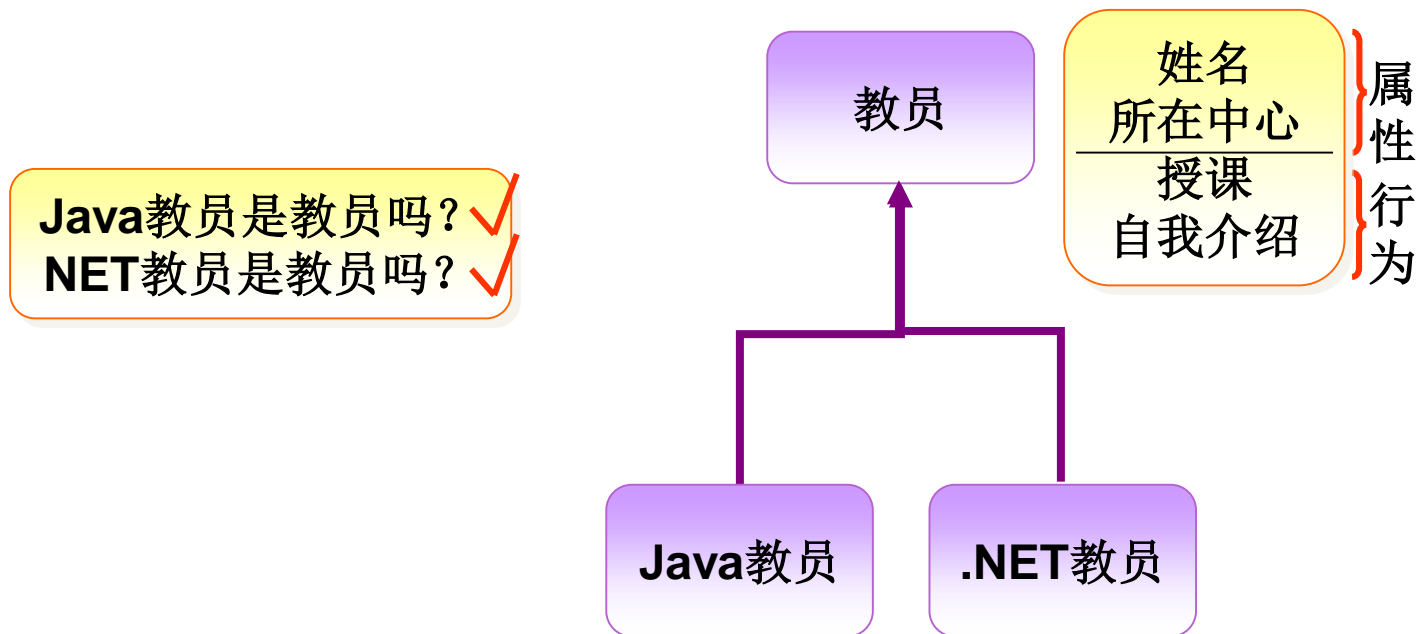 教员
姓名
所在中心
授课
自我介绍
属性
行为
Java教员是教员吗？
NET教员是教员吗？
Java教员
.NET教员